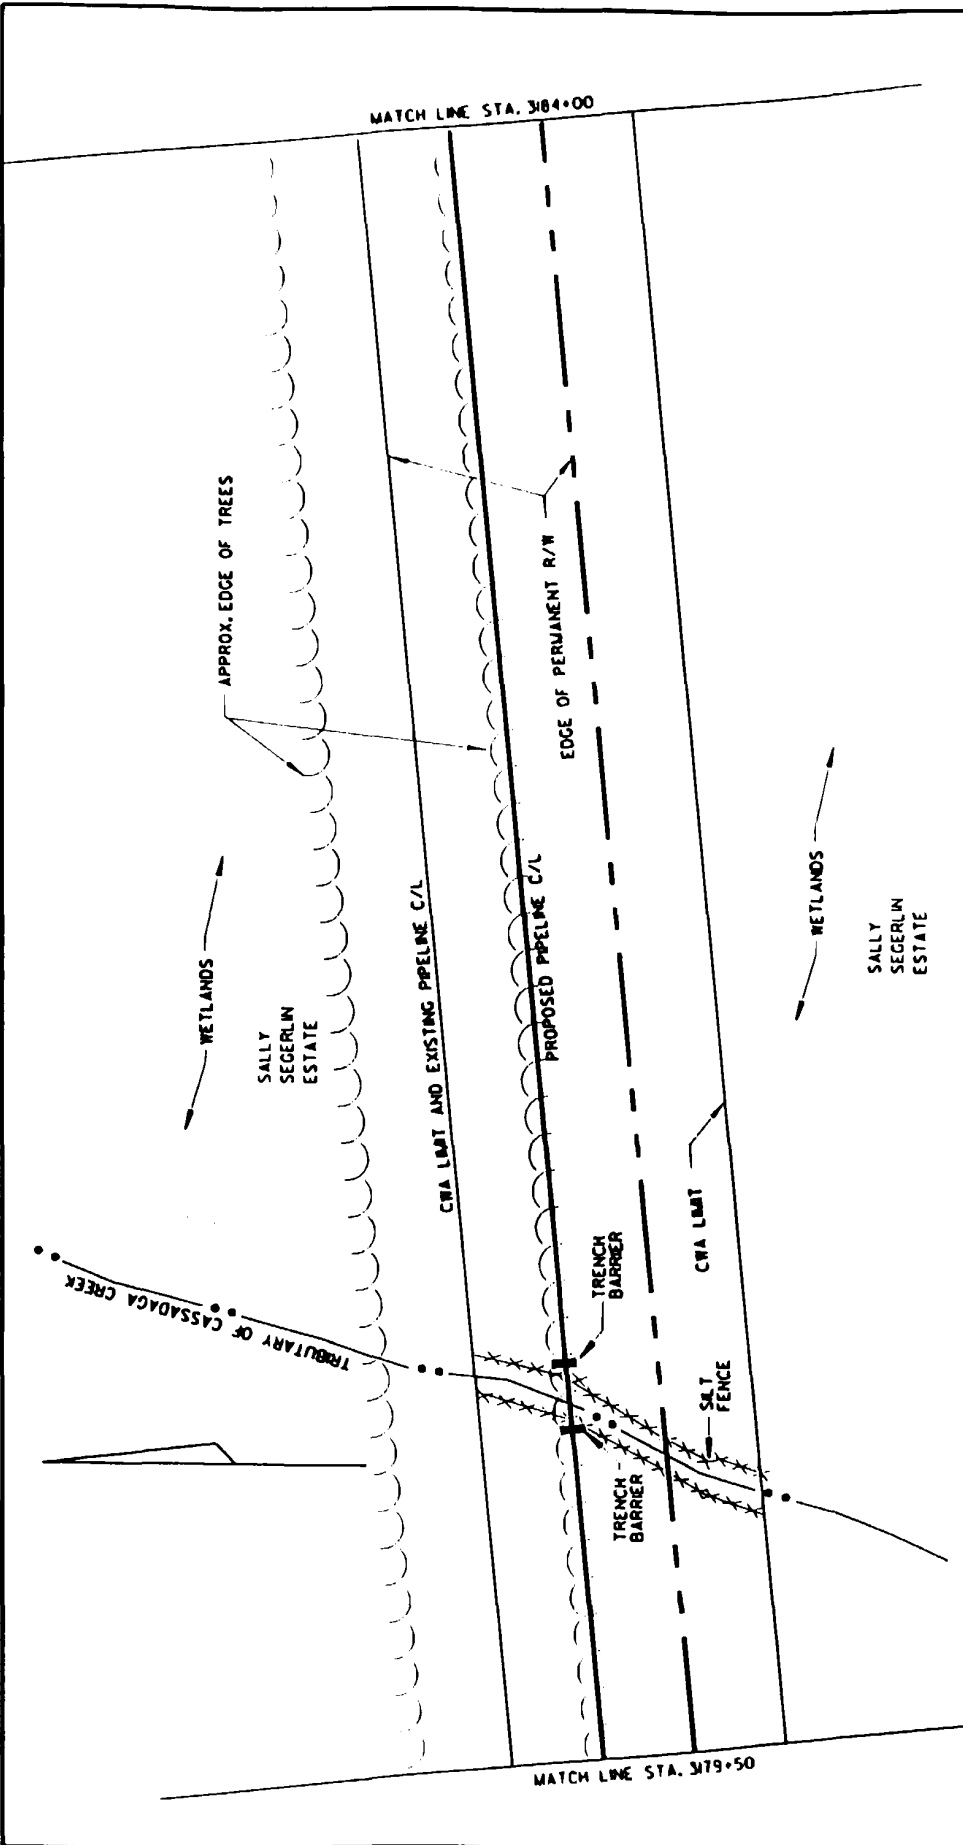 MATCH LINE STA. 3184+00
APPROX. EDGE OF TREES
EDGE OF PERMANENT R/W
WETLANDS
SALLY
SEGERLIN
ESTATE
CWA LIMIT AND EXISTING PIPELINE C/L
PROPOSED PIPELINE C/L
WETLANDS
SALLY
SEGERLIN
ESTATE
TRIBUTARY OF CASSADAGA CREEK
TRENCH
BARRIER
CWA LIMIT
SILT
FENCE
TRENCH
BARRIER
MATCH LINE STA. 3179+50